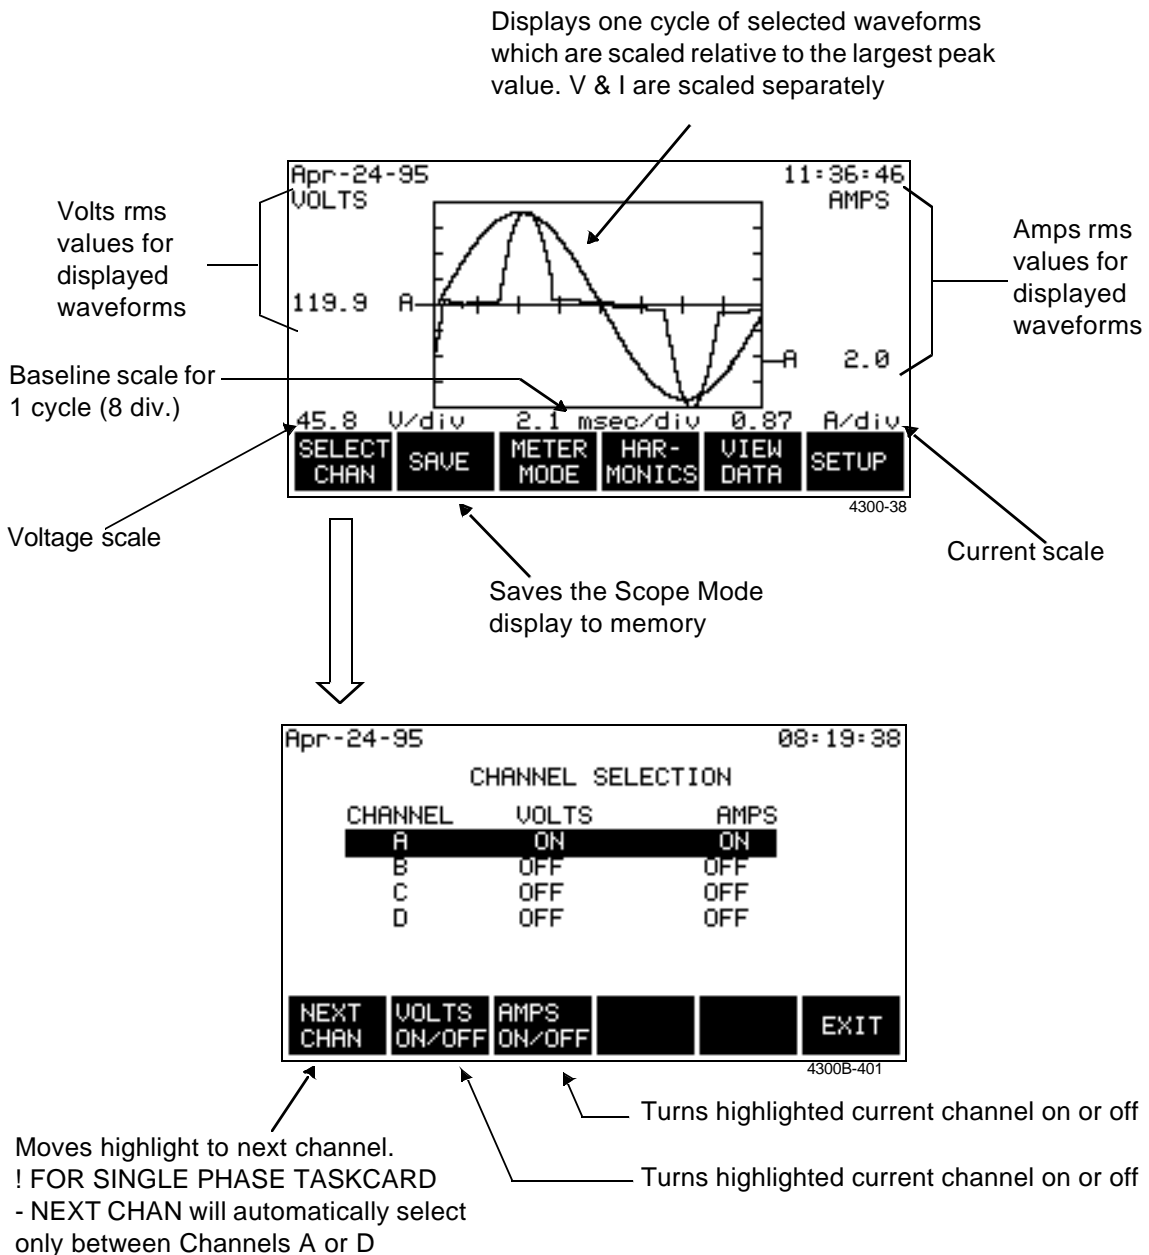 Displays one cycle of selected waveforms
which are scaled relative to the largest peak
value. V & I are scaled separately
Apr-24-95 11:36:46
VOLTS AMPS
Volts rms
values for
displayed
waveforms
Amps rms
values for
displayed
waveforms
119.9 A
A 2.0
Baseline scale for
1 cycle (8 div.)
45.8 V/div 2.1 msec/div 0.87 A/div
SELECT
CHAN
SAVE
METER
MODE
HAR-
MONICS
VIEW
DATA
SETUP
4300-38
Voltage scale
Current scale
Saves the Scope Mode
display to memory
Apr-24-95 08:19:38
CHANNEL SELECTION
CHANNEL VOLTS AMPS
A ON ON
B OFF OFF
C OFF OFF
D OFF OFF
NEXT
CHAN
VOLTS
ON/OFF
AMPS
ON/OFF
EXIT
4300B-401
Turns highlighted current channel on or off
Turns highlighted current channel on or off
Moves highlight to next channel.
! FOR SINGLE PHASE TASKCARD
- NEXT CHAN will automatically select
only between Channels A or D